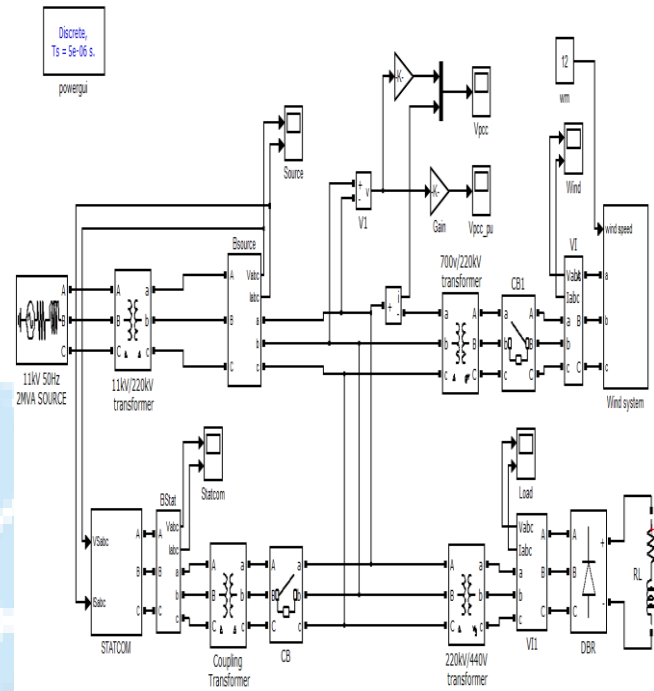 Discrete,
Ts = 5e-06 s.
powergui
-K-
12
wm
Vpcc
Source
Wind
+
-
v
V1
-K-
Gain
Vpcc_pu
wind speed
Bsource
700v/220kV
transformer
CB1
VI
A
B
C
A
B
C
a
b
c
A
B
C
Vabc
Iabc
a
b
c
i
+
-
a
b
c
A
B
C
a
b
c
A
B
C
Vabc
Iabc
a
b
c
a
b
c
11kV 50Hz
2MVA SOURCE
11kV/220kV
transformer
Wind system
Statcom
Load
BStat
VSabc
ISabc
A
B
C
STATCOM
A
B
C
Vabc
Iabc
a
b
c
A
B
C
a
b
c
Coupling
Transformer
A
B
C
a
b
c
CB
A
B
C
a
b
c
220kV/440V
transformer
Vabc
Iabc
a
b
c
A
B
C
VI1
A
B
C
+
-
DBR
RL